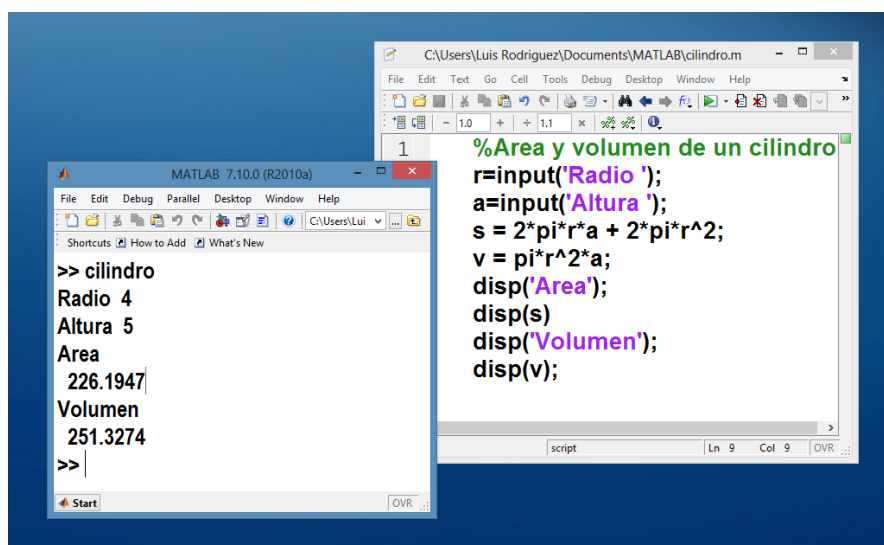 C:\Users\Luis Rodriguez\Documents\MATLAB\cilindro.m
File Edit Text Go Cell Tools Debug Desktop Window Help
- 1.0 + ÷ 1.1 ×
1
%Area y volumen de un cilindro
r=input('Radio ');
a=input('Altura ');
s = 2*pi*r*a + 2*pi*r^2;
v = pi*r^2*a;
disp('Area');
disp(s)
disp('Volumen');
disp(v);
script Ln 9 Col 9 OVR
MATLAB 7.10.0 (R2010a)
File Edit Debug Parallel Desktop Window Help
C:\Users\Lui
Shortcuts How to Add What's New
>> cilindro
Radio 4
Altura 5
Area
226.1947
Volumen
251.3274
>>
Start OVR